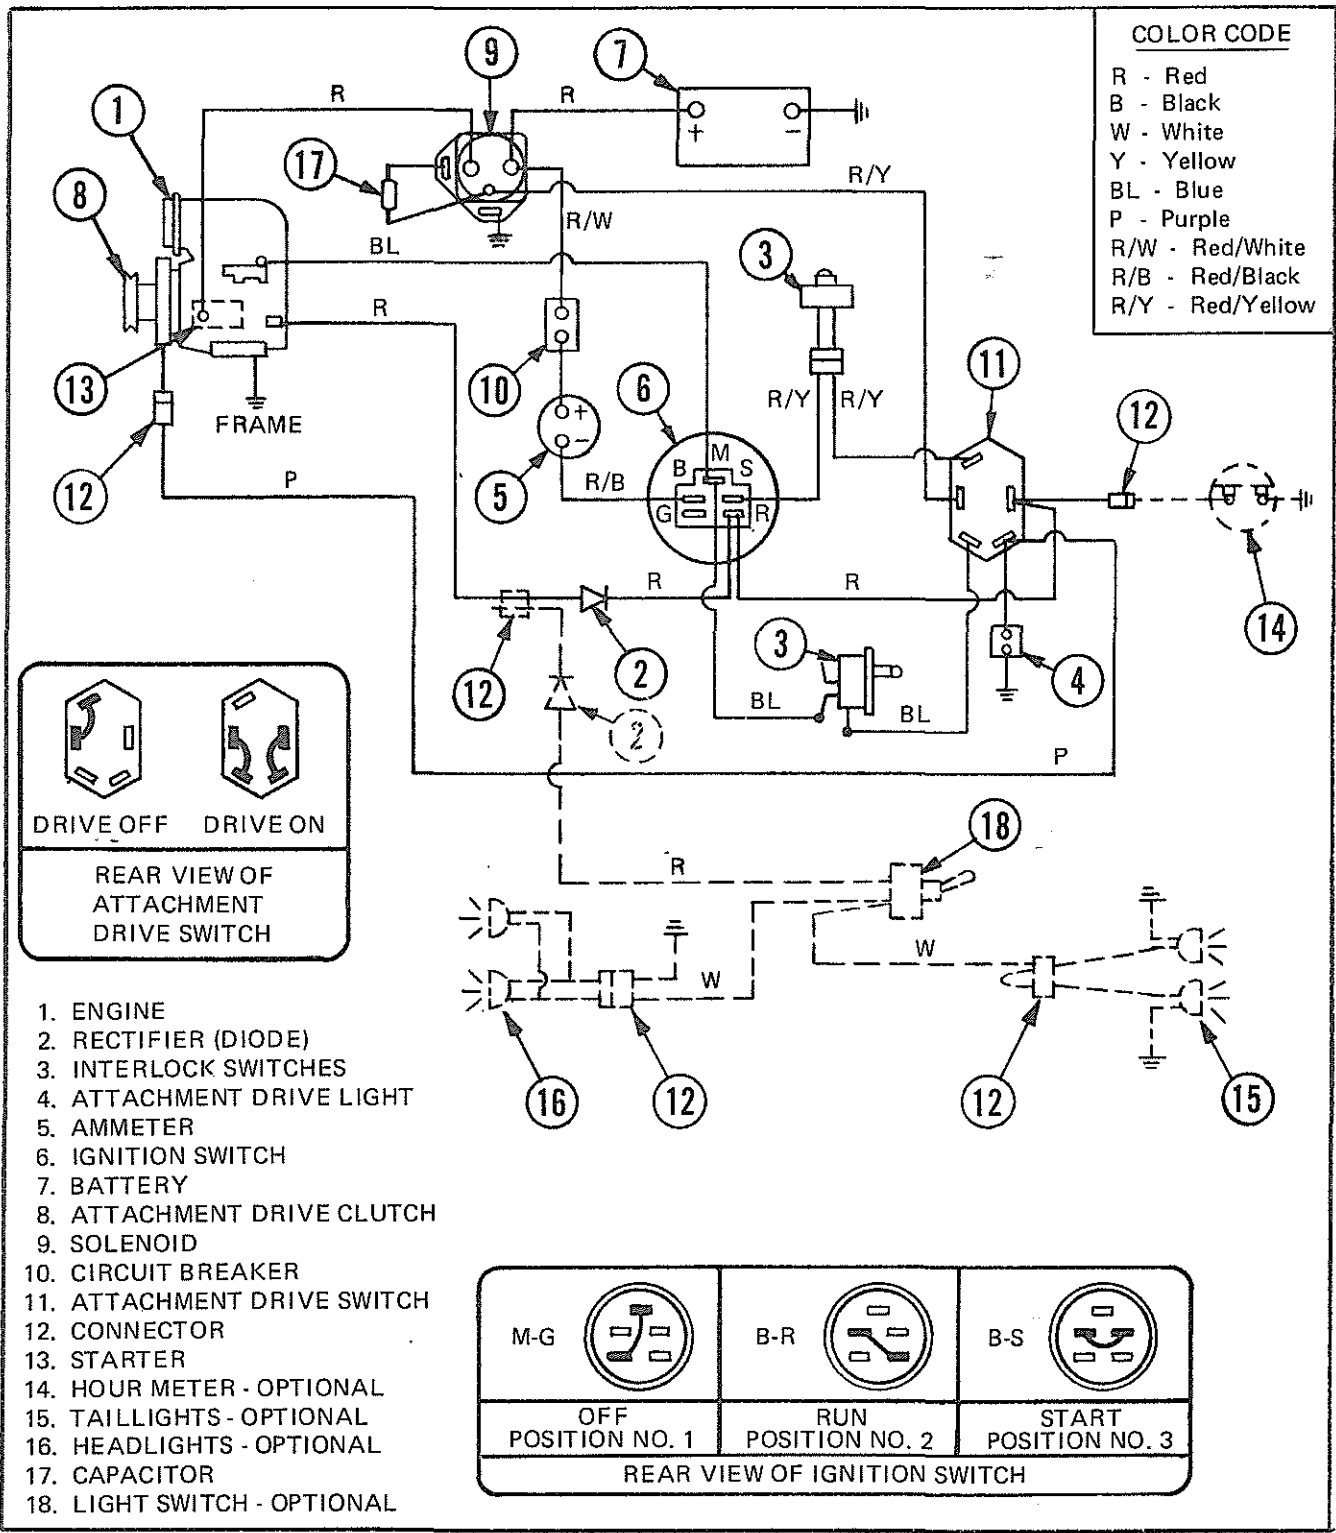 COLOR CODE
R - Red
B - Black
W - White
Y - Yellow
BL - Blue
P - Purple
R/W - Red/White
R/B - Red/Black
R/Y - Red/Yellow
9
7
1
R
R
+
-
17
8
R/Y
R/W
BL
3
R
13
10
6
11
12
FRAME
R/Y
R/Y
+
-
M
B
S
12
P
5
R/B
G
R
R
R
14
3
2
4
12
BL
BL
2
P
DRIVE OFF
DRIVE ON
REAR VIEW OF
ATTACHMENT
DRIVE SWITCH
18
R
W
W
16
12
12
15
1. ENGINE
2. RECTIFIER (DIODE)
3. INTERLOCK SWITCHES
4. ATTACHMENT DRIVE LIGHT
5. AMMETER
6. IGNITION SWITCH
7. BATTERY
8. ATTACHMENT DRIVE CLUTCH
9. SOLENOID
10. CIRCUIT BREAKER
11. ATTACHMENT DRIVE SWITCH
12. CONNECTOR
13. STARTER
14. HOUR METER - OPTIONAL
15. TAILLIGHTS - OPTIONAL
16. HEADLIGHTS - OPTIONAL
17. CAPACITOR
18. LIGHT SWITCH - OPTIONAL
M-G
B-R
B-S
OFF
POSITION NO. 1
RUN
POSITION NO. 2
START
POSITION NO. 3
REAR VIEW OF IGNITION SWITCH